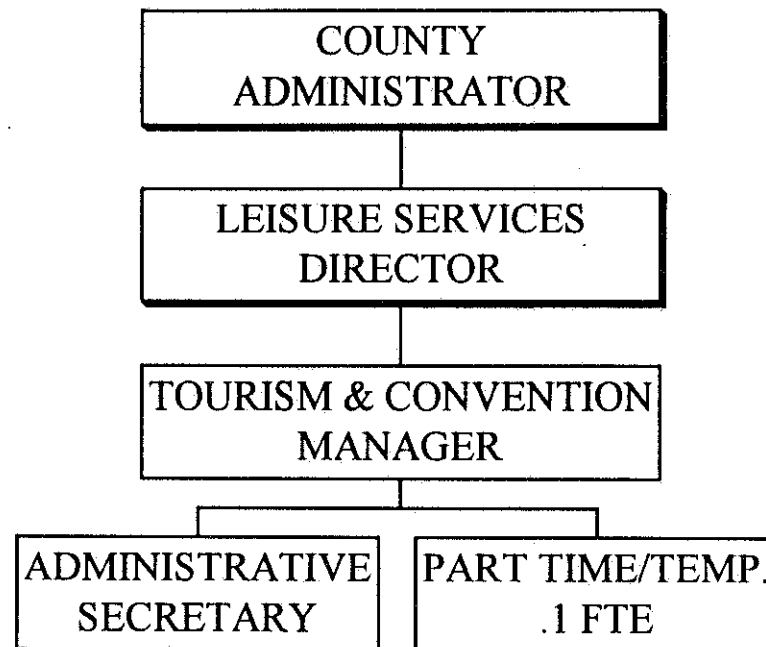 COUNTY
ADMINISTRATOR
LEISURE SERVICES
DIRECTOR
TOURISM & CONVENTION
MANAGER
ADMINISTRATIVE
SECRETARY
PART TIME/TEMP.
.1 FTE